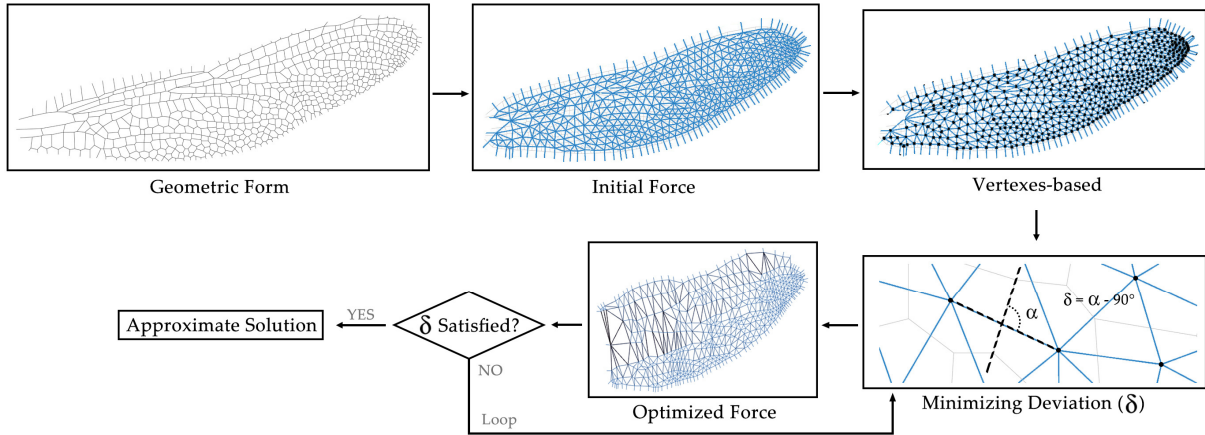 Geometric Form
Initial Force
Vertexes-based
δ = α - 90°
α
Minimizing Deviation (δ)
Optimized Force
δ Satisfied?
YES
Approximate Solution
NO
Loop